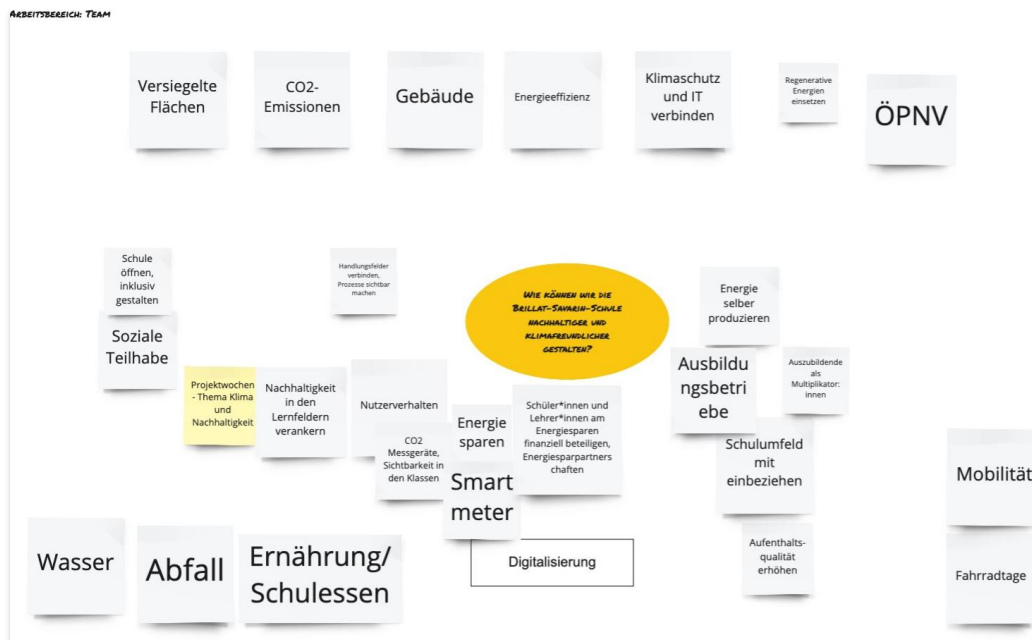 Arbeitsbereich: Team
Versiegelte
Flächen
CO2-
Emissionen
Gebäude
Energieeffizienz
Klimaschutz
und IT
verbinden
Regenerative
Energien
einsetzen
ÖPNV
Schule
öffnen,
inklusiv
gestalten
Handlungsfelder
verbinden,
Prozesse sichtbar
machen
Wie können wir die
Brillat-Savarin-Schule
nachhaltiger und
klimafreundlicher
gestalten?
Energie
selber
produzieren
Soziale
Teilhabe
Projektwochen
- Thema Klima
und
Nachhaltigkeit
Nachhaltigkeit
in den
Lernfeldern
verankern
Nutzerverhalten
CO2
Messgeräte,
Sichtbarkeit in
den Klassen
Energie
sparen
Smart
meter
Schüler*innen und
Lehrer*innen am
Energiesparen
finanziell beteiligen,
Energiesparpartners
chaften
Ausbildu
ngsbetri
ebe
Auszubildende
als
Multiplikator:
innen
Schulumfeld
mit
einbeziehen
Aufenthalts-
qualität
erhöhen
Mobilität
Fahrradtage
Wasser
Abfall
Ernährung/
Schulessen
Digitalisierung